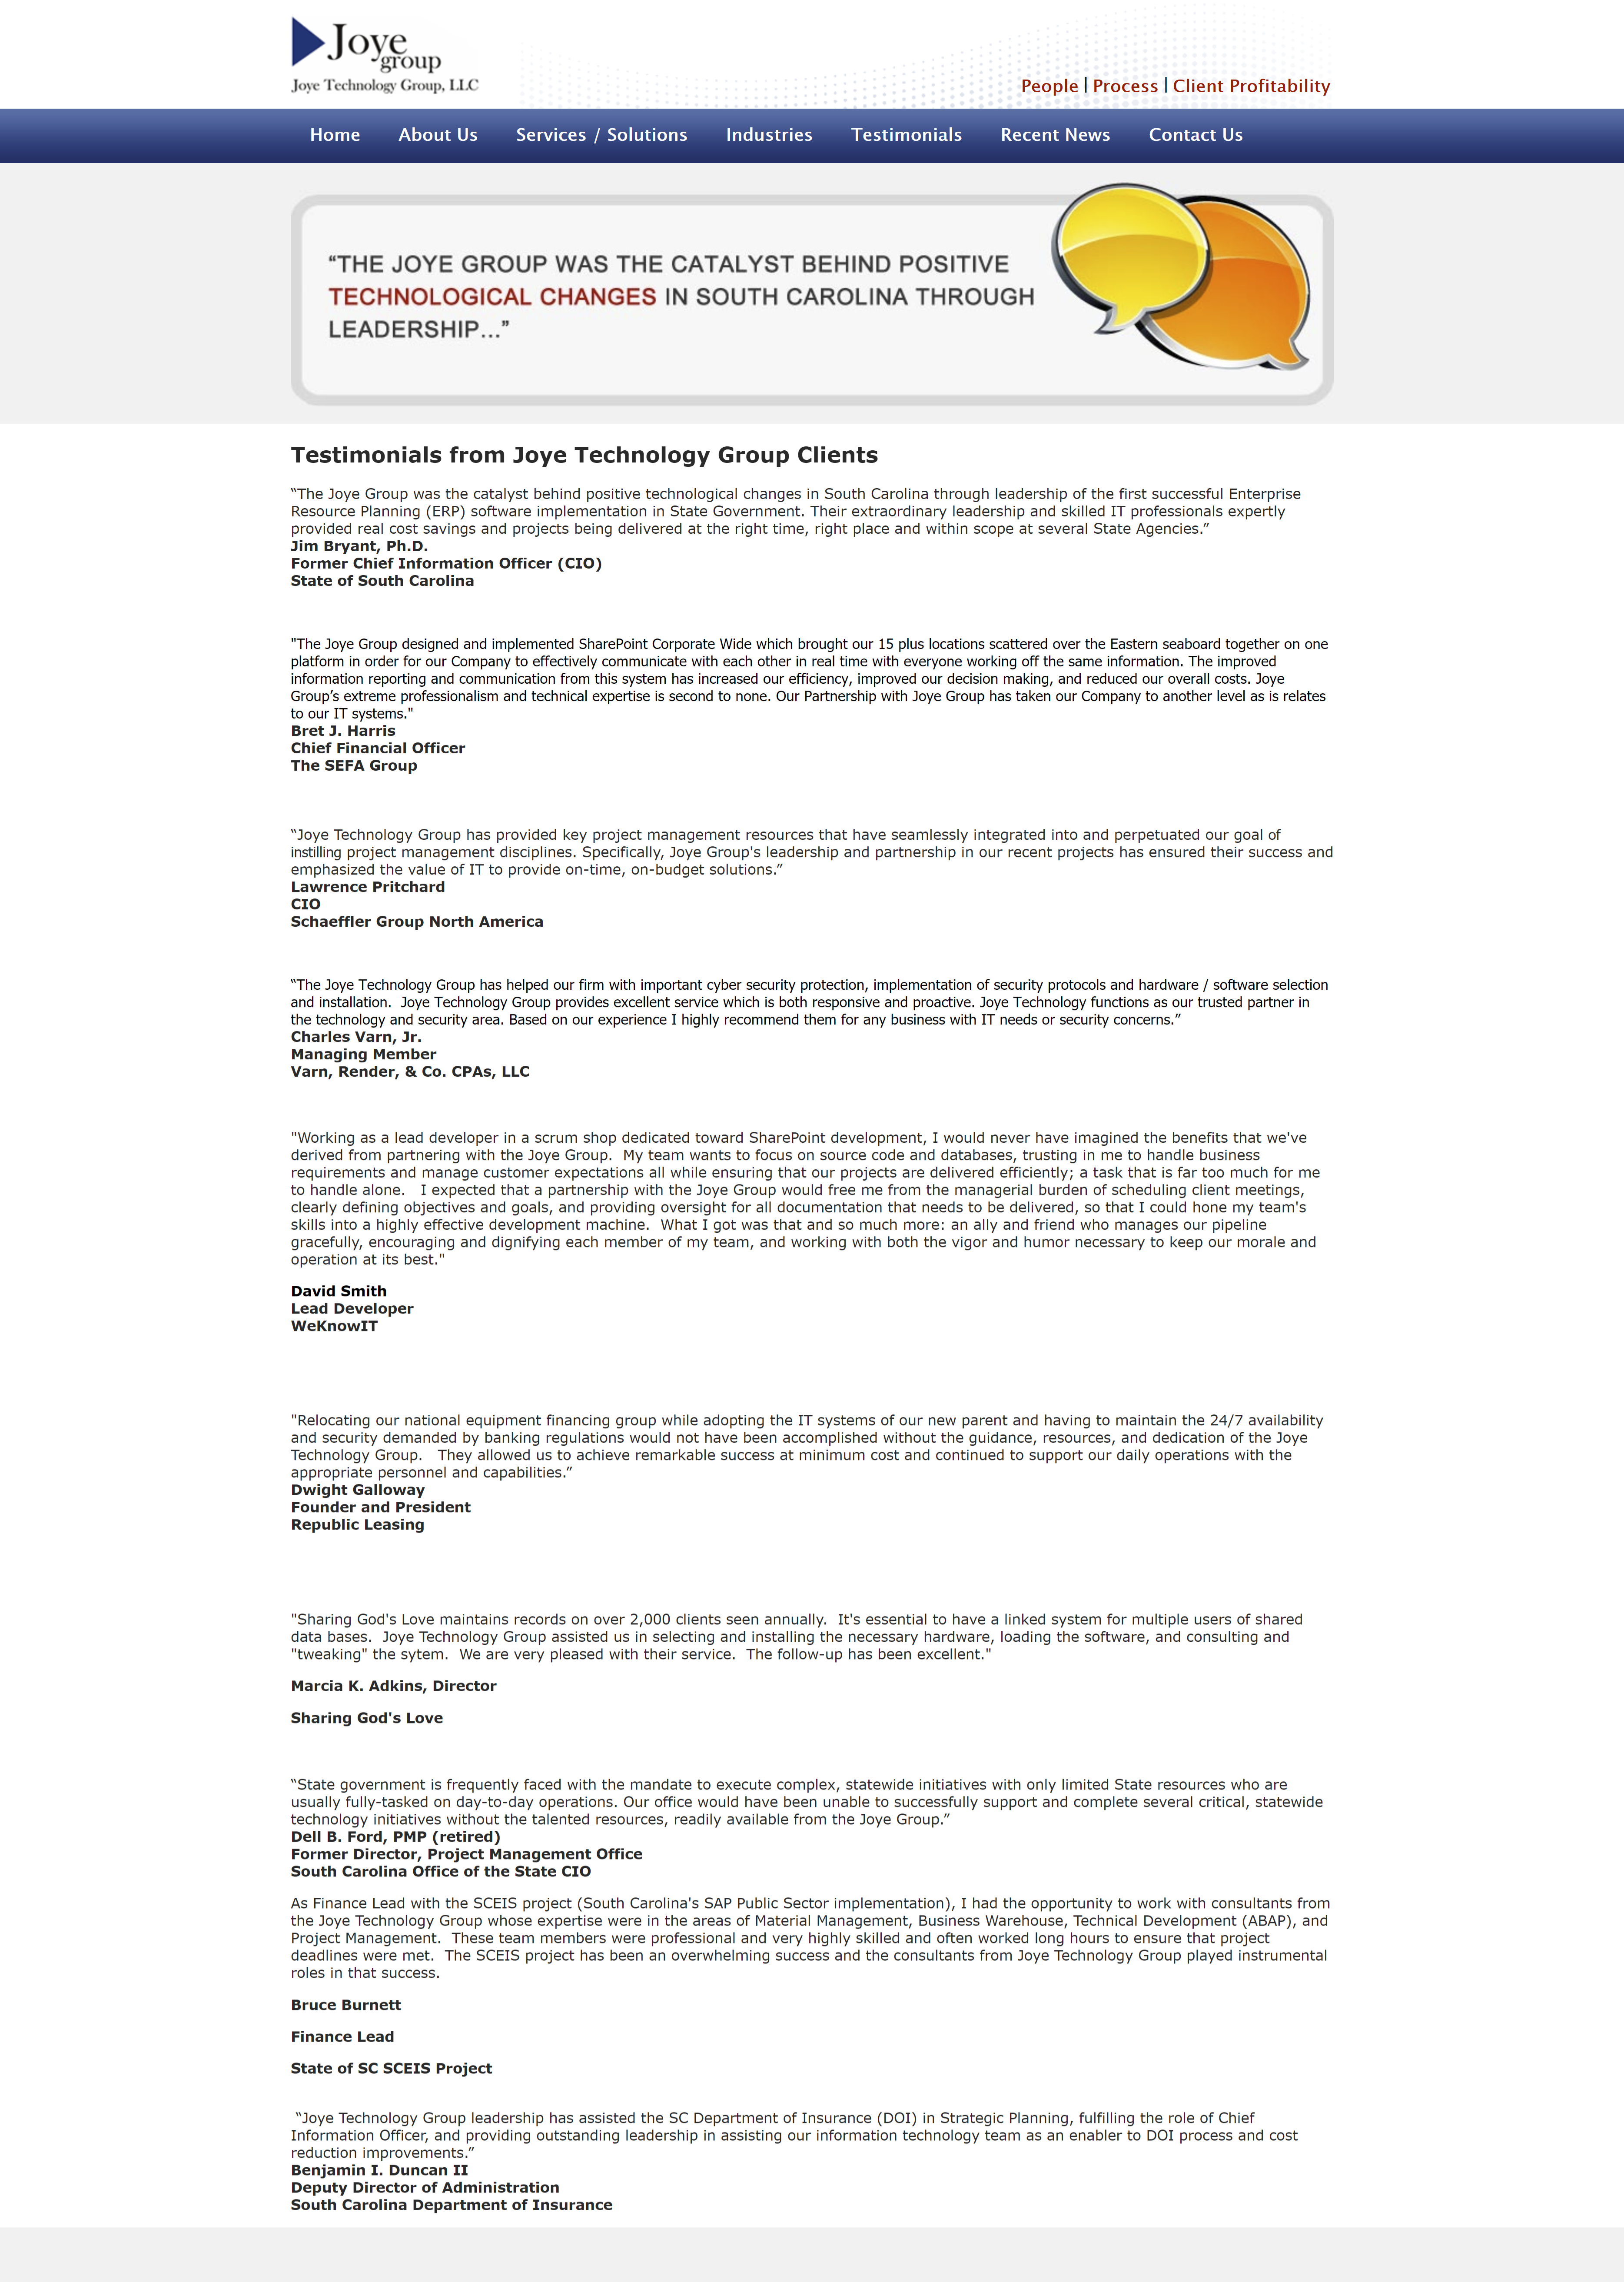 Joye
group
Joye Technology Group, LLC
People | Process | Client Profitability
Home About Us Services / Solutions Industries Testimonials Recent News Contact Us
“THE JOYE GROUP WAS THE CATALYST BEHIND POSITIVE
TECHNOLOGICAL CHANGES IN SOUTH CAROLINA THROUGH
LEADERSHIP...”
Testimonials from Joye Technology Group Clients
“The Joye Group was the catalyst behind positive technological changes in South Carolina through leadership of the first successful Enterprise
Resource Planning (ERP) software implementation in State Government. Their extraordinary leadership and skilled IT professionals expertly
provided real cost savings and projects being delivered at the right time, right place and within scope at several State Agencies.”
Jim Bryant, Ph.D.
Former Chief Information Officer (CIO)
State of South Carolina
"The Joye Group designed and implemented SharePoint Corporate Wide which brought our 15 plus locations scattered over the Eastern seaboard together on one
platform in order for our Company to effectively communicate with each other in real time with everyone working off the same information. The improved
information reporting and communication from this system has increased our efficiency, improved our decision making, and reduced our overall costs. Joye
Group’s extreme professionalism and technical expertise is second to none. Our Partnership with Joye Group has taken our Company to another level as is relates
to our IT systems."
Bret J. Harris
Chief Financial Officer
The SEFA Group
“Joye Technology Group has provided key project management resources that have seamlessly integrated into and perpetuated our goal of
instilling project management disciplines. Specifically, Joye Group's leadership and partnership in our recent projects has ensured their success and
emphasized the value of IT to provide on-time, on-budget solutions.”
Lawrence Pritchard
CIO
Schaeffler Group North America
“The Joye Technology Group has helped our firm with important cyber security protection, implementation of security protocols and hardware / software selection
and installation.  Joye Technology Group provides excellent service which is both responsive and proactive. Joye Technology functions as our trusted partner in
the technology and security area. Based on our experience I highly recommend them for any business with IT needs or security concerns.”
Charles Varn, Jr.
Managing Member
Varn, Render, & Co. CPAs, LLC
"Working as a lead developer in a scrum shop dedicated toward SharePoint development, I would never have imagined the benefits that we've
derived from partnering with the Joye Group.  My team wants to focus on source code and databases, trusting in me to handle business
requirements and manage customer expectations all while ensuring that our projects are delivered efficiently; a task that is far too much for me
to handle alone.   I expected that a partnership with the Joye Group would free me from the managerial burden of scheduling client meetings,
clearly defining objectives and goals, and providing oversight for all documentation that needs to be delivered, so that I could hone my team's
skills into a highly effective development machine.  What I got was that and so much more: an ally and friend who manages our pipeline
gracefully, encouraging and dignifying each member of my team, and working with both the vigor and humor necessary to keep our morale and
operation at its best."
David Smith
Lead Developer
WeKnowIT
"Relocating our national equipment financing group while adopting the IT systems of our new parent and having to maintain the 24/7 availability
and security demanded by banking regulations would not have been accomplished without the guidance, resources, and dedication of the Joye
Technology Group.   They allowed us to achieve remarkable success at minimum cost and continued to support our daily operations with the
appropriate personnel and capabilities.”
Dwight Galloway
Founder and President
Republic Leasing
"Sharing God's Love maintains records on over 2,000 clients seen annually.  It's essential to have a linked system for multiple users of shared
data bases.  Joye Technology Group assisted us in selecting and installing the necessary hardware, loading the software, and consulting and
"tweaking" the sytem.  We are very pleased with their service.  The follow-up has been excellent."
Marcia K. Adkins, Director
Sharing God's Love
“State government is frequently faced with the mandate to execute complex, statewide initiatives with only limited State resources who are
usually fully-tasked on day-to-day operations. Our office would have been unable to successfully support and complete several critical, statewide
technology initiatives without the talented resources, readily available from the Joye Group.”
Dell B. Ford, PMP (retired)
Former Director, Project Management Office
South Carolina Office of the State CIO
As Finance Lead with the SCEIS project (South Carolina's SAP Public Sector implementation), I had the opportunity to work with consultants from
the Joye Technology Group whose expertise were in the areas of Material Management, Business Warehouse, Technical Development (ABAP), and
Project Management.  These team members were professional and very highly skilled and often worked long hours to ensure that project
deadlines were met.  The SCEIS project has been an overwhelming success and the consultants from Joye Technology Group played instrumental
roles in that success.
Bruce Burnett
Finance Lead
State of SC SCEIS Project
“Joye Technology Group leadership has assisted the SC Department of Insurance (DOI) in Strategic Planning, fulfilling the role of Chief
Information Officer, and providing outstanding leadership in assisting our information technology team as an enabler to DOI process and cost
reduction improvements.”
Benjamin I. Duncan II
Deputy Director of Administration
South Carolina Department of Insurance